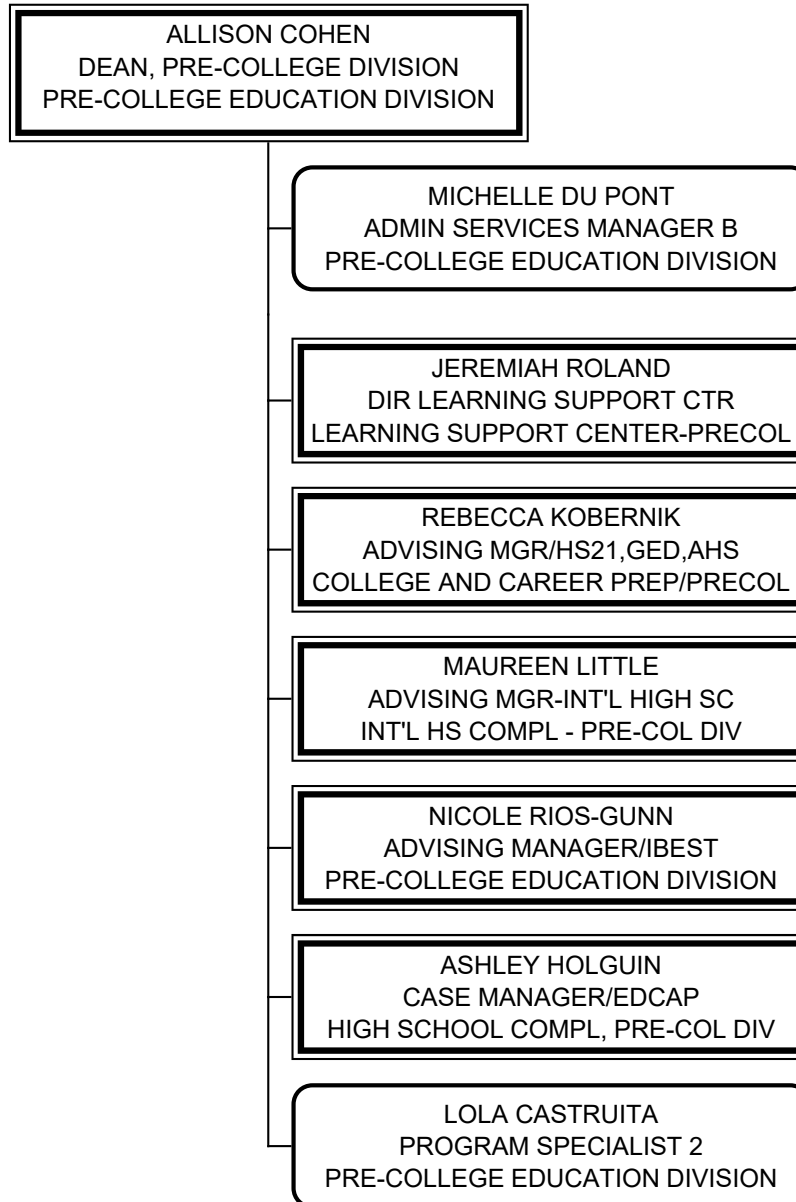 ALLISON COHEN
DEAN, PRE-COLLEGE DIVISION
PRE-COLLEGE EDUCATION DIVISION
MICHELLE DU PONT
ADMIN SERVICES MANAGER B
PRE-COLLEGE EDUCATION DIVISION
JEREMIAH ROLAND
DIR LEARNING SUPPORT CTR
LEARNING SUPPORT CENTER-PRECOL
REBECCA KOBERNIK
ADVISING MGR/HS21,GED,AHS
COLLEGE AND CAREER PREP/PRECOL
MAUREEN LITTLE
ADVISING MGR-INT'L HIGH SC
INT'L HS COMPL - PRE-COL DIV
NICOLE RIOS-GUNN
ADVISING MANAGER/IBEST
PRE-COLLEGE EDUCATION DIVISION
ASHLEY HOLGUIN
CASE MANAGER/EDCAP
HIGH SCHOOL COMPL, PRE-COL DIV
LOLA CASTRUITA
PROGRAM SPECIALIST 2
PRE-COLLEGE EDUCATION DIVISION